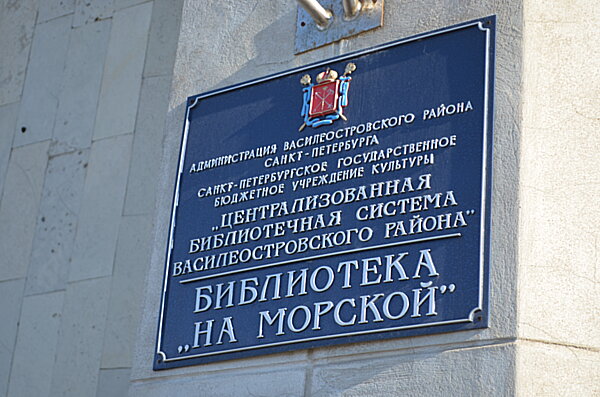 АДМИНИСТРАЦИЯ ВАСИЛЕОСТРОВСКОГО РАЙОНА
САНКТ-ПЕТЕРБУРГА
САНКТ-ПЕТЕРБУРГСКОЕ ГОСУДАРСТВЕННОЕ
БЮДЖЕТНОЕ УЧРЕЖДЕНИЕ КУЛЬТУРЫ
„ЦЕНТРАЛИЗОВАННАЯ
БИБЛИОТЕЧНАЯ СИСТЕМА
ВАСИЛЕОСТРОВСКОГО РАЙОНА"
БИБЛИОТЕКА
„НА МОРСКОЙ"